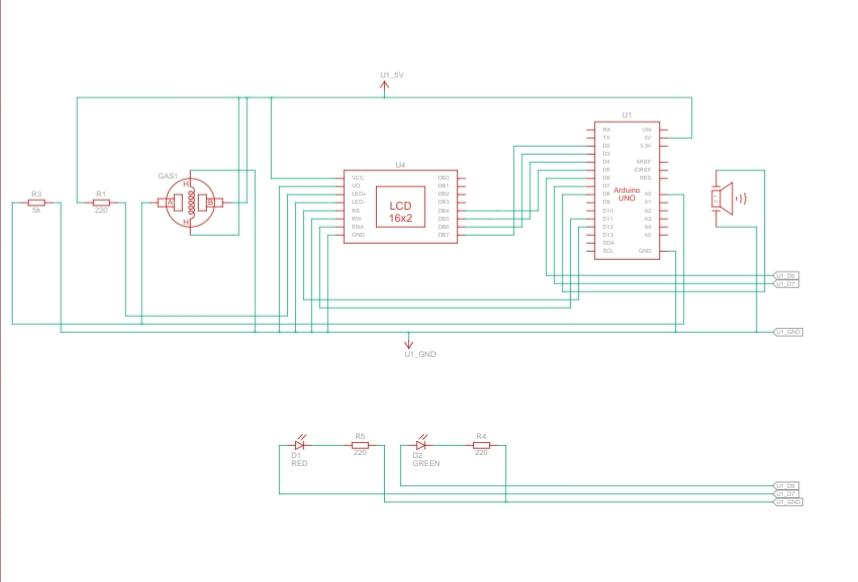 U1_5V
U1
RX
TX
D2
D3
D4
D5
D6
D7
D8
D9
D10
D11
D12
D13
SDA
SCL
VIN
5V
3.3V
AREF
IOREF
RES
A0
A1
A2
A3
A4
A5
GND
Arduino
UNO
GAS1
H
A
B
H
R3
5k
R1
220
U4
VCC
VO
LED+
LED-
RS
RW
ENA
GND
LCD
16x2
DB0
DB1
DB2
DB3
DB4
DB5
DB6
DB7
U1_D6
U1_D7
U1_GND
U1_GND
D1
RED
R5
220
D2
GREEN
R4
220
U1_D6
U1_D7
U1_GND